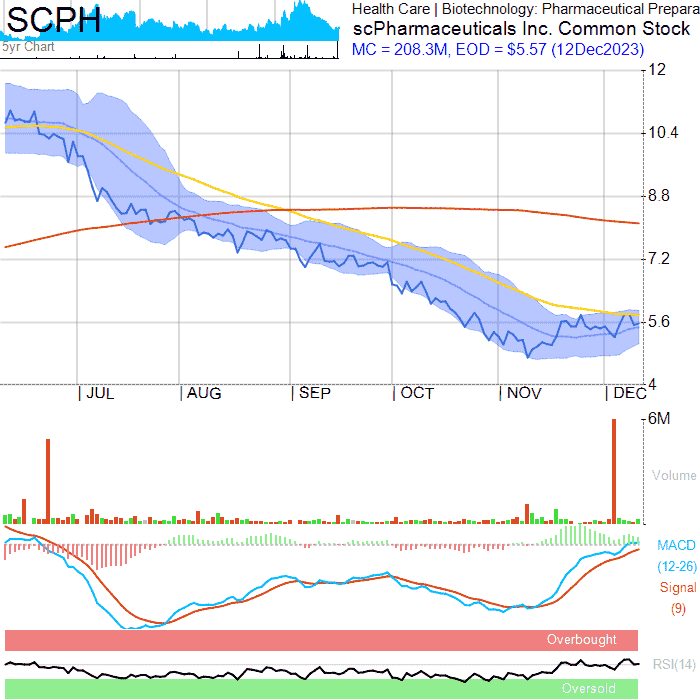 SCPH
5yr Chart
Health Care | Biotechnology: Pharmaceutical Prepara
scPharmaceuticals Inc. Common Stock
MC = 208.3M, EOD = $5.57 (12Dec2023)
12
10.4
8.8
7.2
5.6
4
JUL AUG SEP OCT NOV DEC
6M
Volume
MACD
(12-26)
Signal
(9)
Overbought
RSI(14)
Oversold